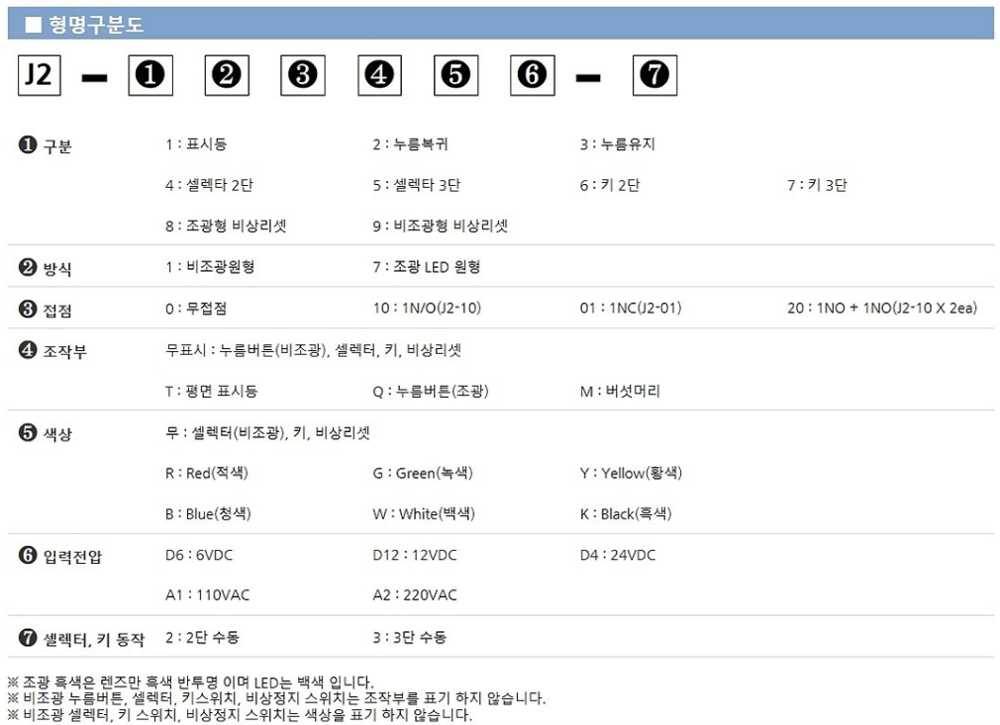 ■ 형명구분도
J2 - ❶ ❷ ❸ ❹ ❺ ❻ - ❼
❶ 구분 1 : 표시등 2 : 누름복귀 3 : 누름유지
4 : 셀렉타 2단 5 : 셀렉타 3단 6 : 키 2단 7 : 키 3단
8 : 조광형 비상리셋 9 : 비조광형 비상리셋
❷ 방식 1 : 비조광원형 7 : 조광 LED 원형
❸ 접점 0 : 무접점 10 : 1N/O(J2-10) 01 : 1NC(J2-01) 20 : 1NO + 1NO(J2-10 X 2ea)
❹ 조작부 무표시 : 누름버튼(비조광), 셀렉터, 키, 비상리셋
T : 평면 표시등 Q : 누름버튼(조광) M : 버섯머리
❺ 색상 무 : 셀렉터(비조광), 키, 비상리셋
R : Red(적색) G : Green(녹색) Y : Yellow(황색)
B : Blue(청색) W : White(백색) K : Black(흑색)
❻ 입력전압 D6 : 6VDC D12 : 12VDC D4 : 24VDC
A1 : 110VAC A2 : 220VAC
❼ 셀렉터, 키 동작 2 : 2단 수동 3 : 3단 수동
※ 조광 흑색은 렌즈만 흑색 반투명 이며 LED는 백색 입니다.
※ 비조광 누름버튼, 셀렉터, 키스위치, 비상정지 스위치는 조작부를 표기 하지 않습니다.
※ 비조광 셀렉터, 키 스위치, 비상정지 스위치는 색상을 표기 하지 않습니다.